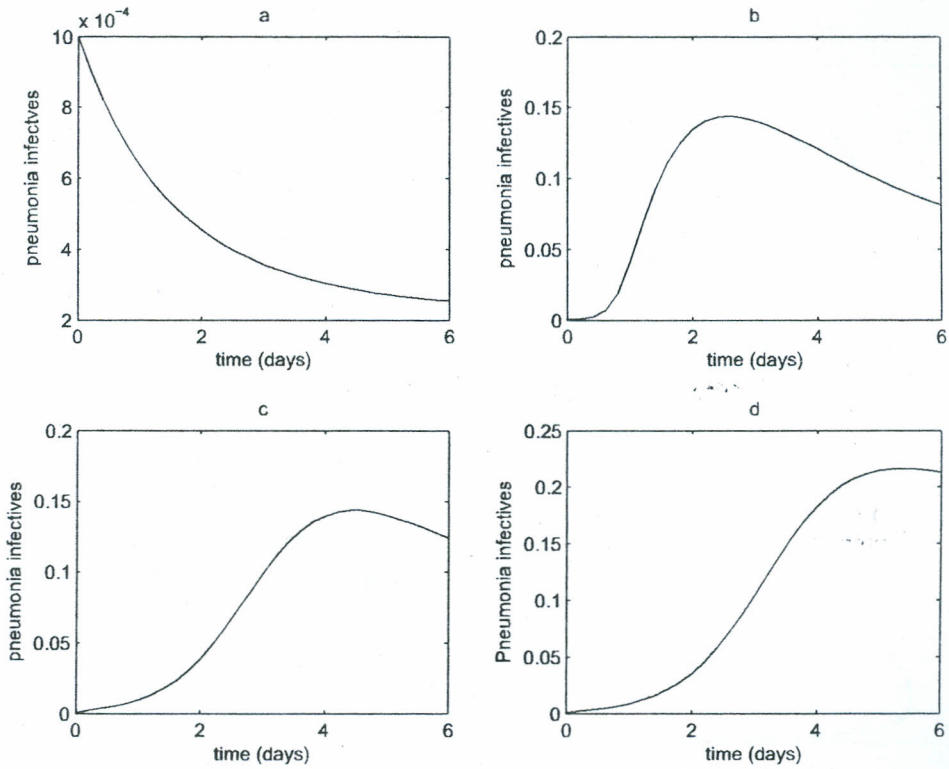 a
x 10⁻⁴
10
8
6
4
2
0 2 4 6
pneumonia infectves
time (days)
b
0.2
0.15
0.1
0.05
0
0 2 4 6
pneumonia infectives
time (days)
c
0.2
0.15
0.1
0.05
0
0 2 4 6
pneumonia infectives
time (days)
d
0.25
0.2
0.15
0.1
0.05
0
0 2 4 6
Pneumonia infectives
time (days)